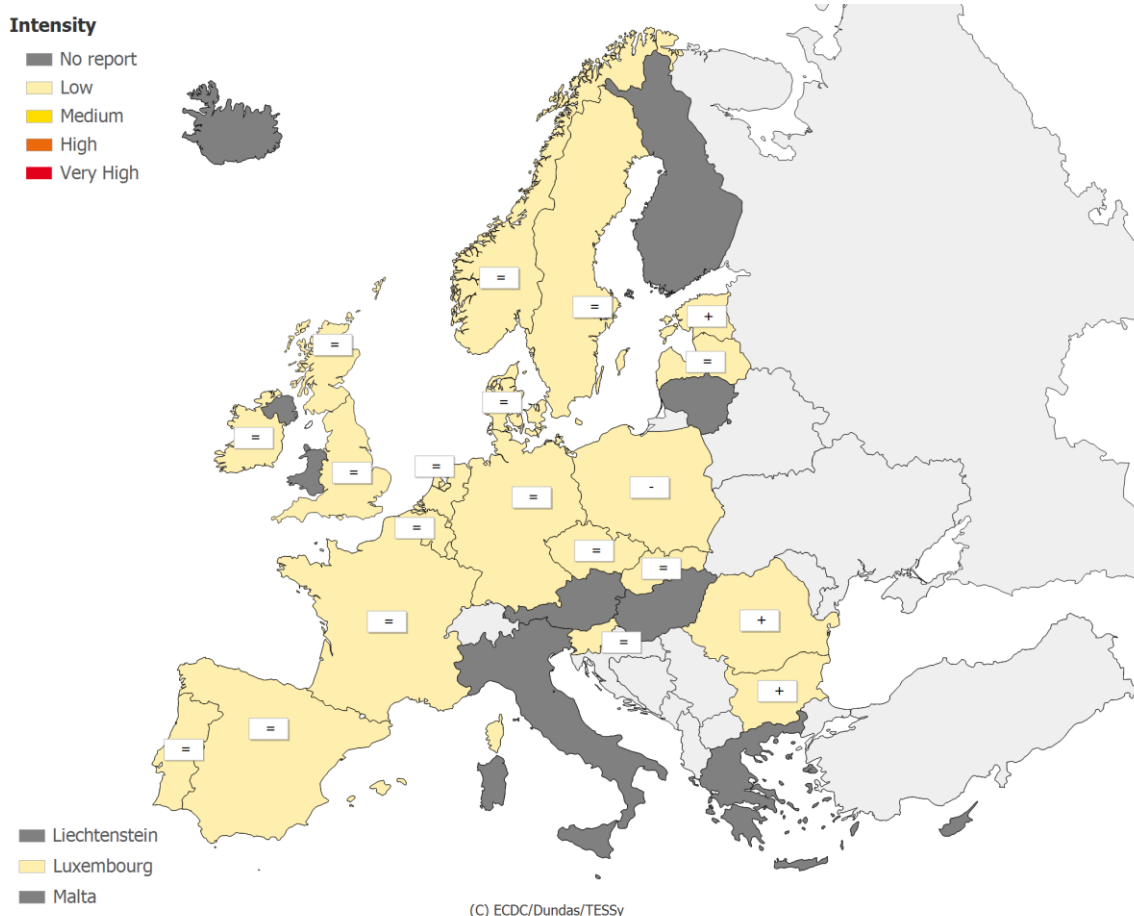 Intensity
No report
Low
Medium
High
Very High
=
=
+
=
=
=
=
=
=
=
-
=
=
=
=
+
=
+
=
=
Liechtenstein
Luxembourg
Malta
(C) ECDC/Dundas/TESSy